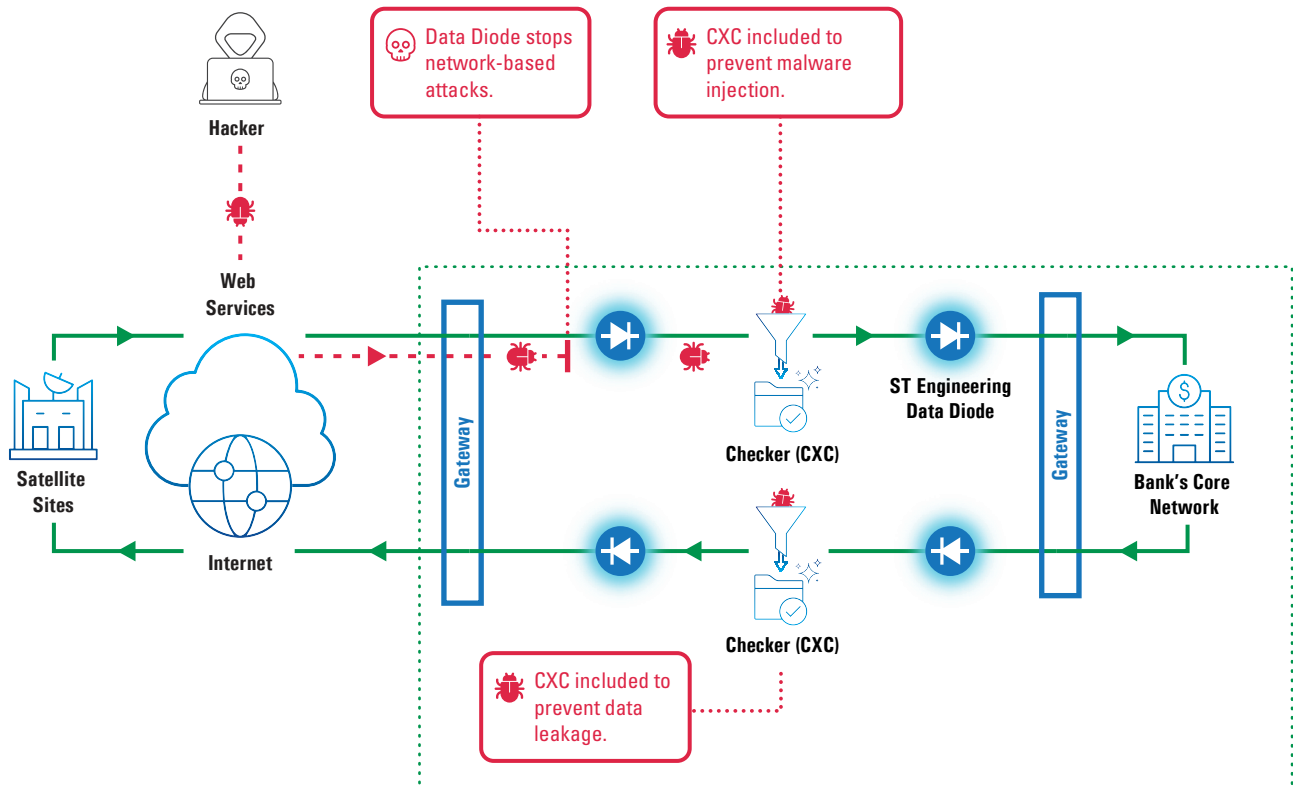 Data Diode stops
network-based
attacks.
CXC included to
prevent malware
injection.
Hacker
Web
Services
Gateway
ST Engineering
Data Diode
Checker (CXC)
Gateway
Satellite
Sites
Bank's Core
Network
Internet
Checker (CXC)
CXC included to
prevent data
leakage.